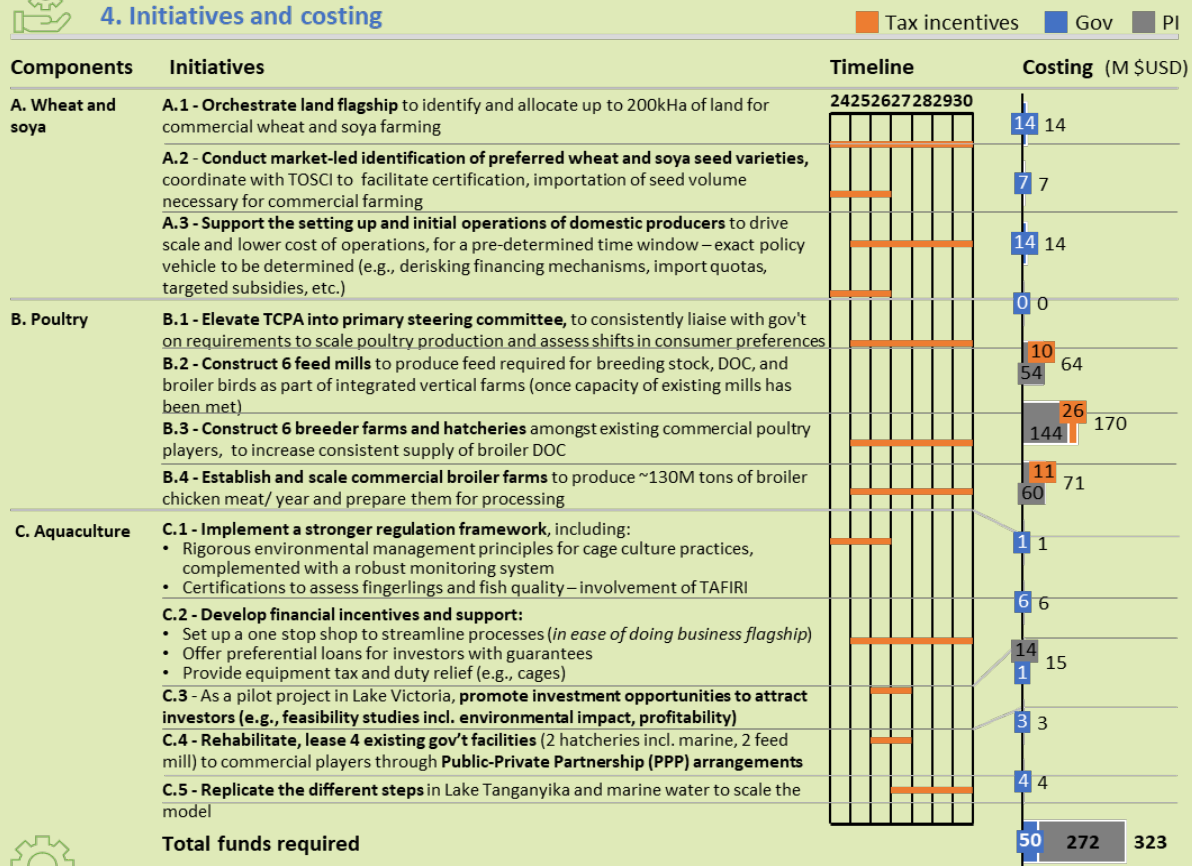 4. Initiatives and costing
Tax incentives Gov PI
Components Initiatives Timeline Costing (M $USD)
24252627282930
A. Wheat and
soya
A.1 - Orchestrate land flagship to identify and allocate up to 200kHa of land for
commercial wheat and soya farming
14 14
A.2 - Conduct market-led identification of preferred wheat and soya seed varieties,
coordinate with TOSCI to facilitate certification, importation of seed volume
necessary for commercial farming
7 7
A.3 - Support the setting up and initial operations of domestic producers to drive
scale and lower cost of operations, for a pre-determined time window – exact policy
vehicle to be determined (e.g., derisking financing mechanisms, import quotas,
targeted subsidies, etc.)
14 14
B. Poultry
B.1 - Elevate TCPA into primary steering committee, to consistently liaise with gov't
on requirements to scale poultry production and assess shifts in consumer preferences
0 0
B.2 - Construct 6 feed mills to produce feed required for breeding stock, DOC, and
broiler birds as part of integrated vertical farms (once capacity of existing mills has
been met)
10
54
64
B.3 - Construct 6 breeder farms and hatcheries amongst existing commercial poultry
players, to increase consistent supply of broiler DOC
26
144
170
B.4 - Establish and scale commercial broiler farms to produce ~130M tons of broiler
chicken meat/ year and prepare them for processing
11
60
71
C. Aquaculture
C.1 - Implement a stronger regulation framework, including:
• Rigorous environmental management principles for cage culture practices,
complemented with a robust monitoring system
• Certifications to assess fingerlings and fish quality – involvement of TAFIRI
1 1
C.2 - Develop financial incentives and support:
• Set up a one stop shop to streamline processes (in ease of doing business flagship)
• Offer preferential loans for investors with guarantees
• Provide equipment tax and duty relief (e.g., cages)
6 6
C.3 - As a pilot project in Lake Victoria, promote investment opportunities to attract
investors (e.g., feasibility studies incl. environmental impact, profitability)
14
1
15
C.4 - Rehabilitate, lease 4 existing gov’t facilities (2 hatcheries incl. marine, 2 feed
mill) to commercial players through Public-Private Partnership (PPP) arrangements
3 3
C.5 - Replicate the different steps in Lake Tanganyika and marine water to scale the
model
4 4
Total funds required
50 272 323